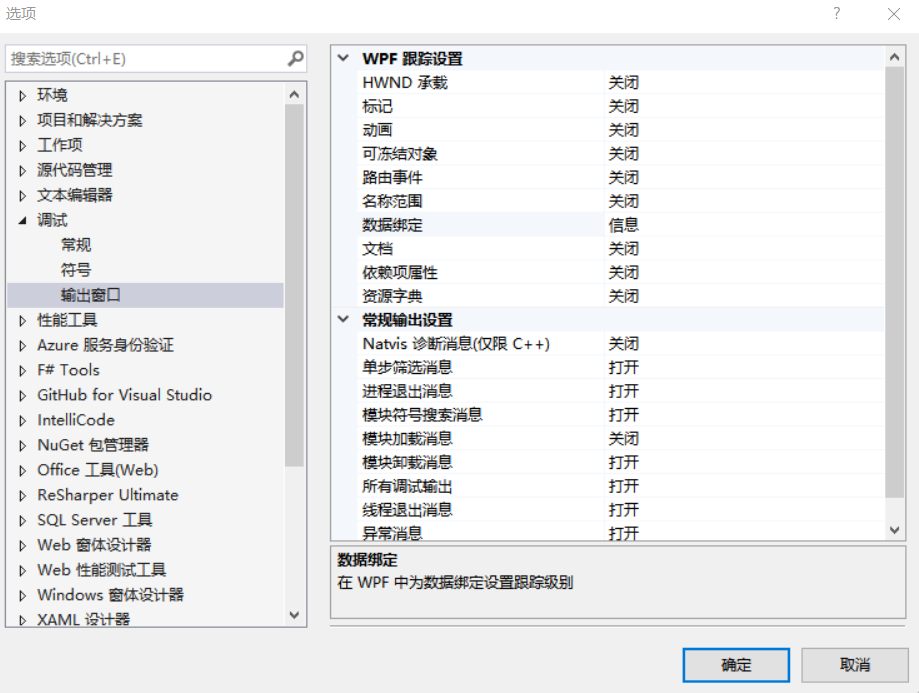 选项
搜索选项(Ctrl+E)
环境
项目和解决方案
工作项
源代码管理
文本编辑器
调试
常规
符号
输出窗口
性能工具
Azure 服务身份验证
F# Tools
GitHub for Visual Studio
IntelliCode
NuGet 包管理器
Office 工具(Web)
ReSharper Ultimate
SQL Server 工具
Web 窗体设计器
Web 性能测试工具
Windows 窗体设计器
XAML 设计器
WPF 跟踪设置
HWND 承载 关闭
标记 关闭
动画 关闭
可冻结对象 关闭
路由事件 关闭
名称范围 关闭
数据绑定 信息
文档 关闭
依赖项属性 关闭
资源字典 关闭
常规输出设置
Natvis 诊断消息(仅限 C++) 关闭
单步筛选消息 打开
进程退出消息 打开
模块符号搜索消息 打开
模块加载消息 关闭
模块卸载消息 打开
所有调试输出 打开
线程退出消息 打开
异常消息 打开
数据绑定
在 WPF 中为数据绑定设置跟踪级别
确定
取消